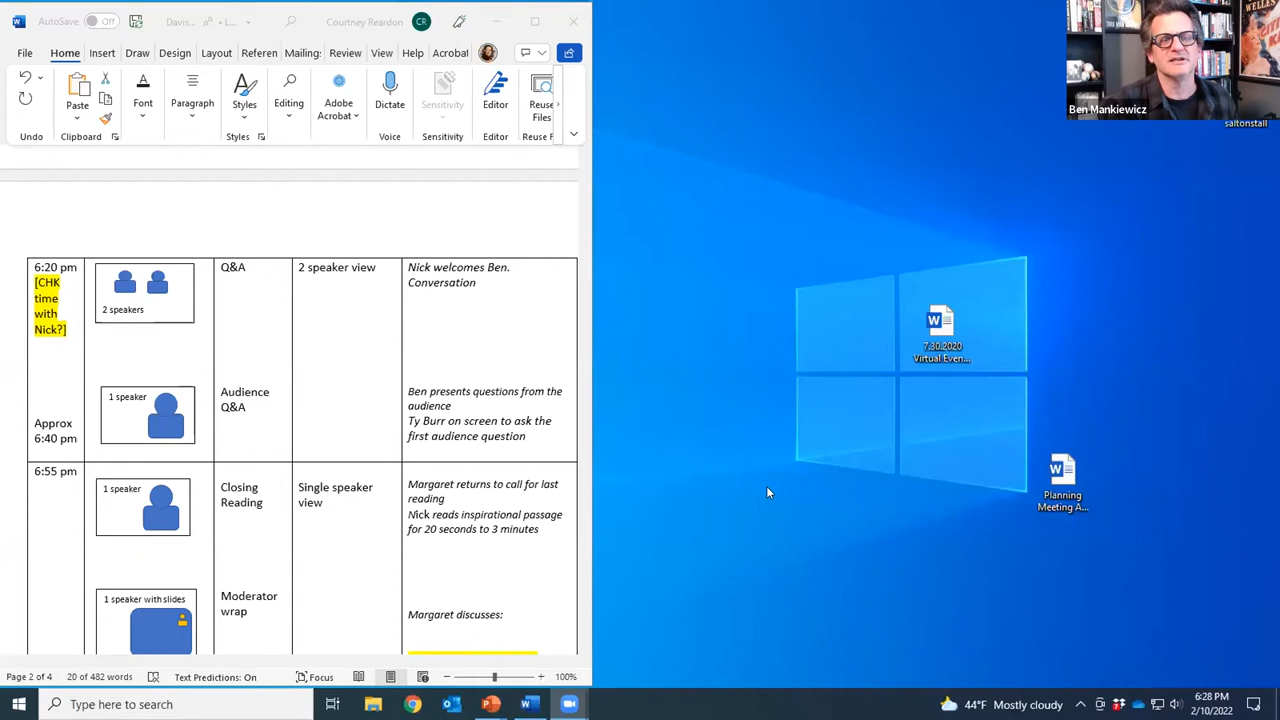 AutoSave
Off
Davis...
L...
Courtney Reardon
CR
File
Home
Insert
Draw
Design
Layout
Referen
Mailing:
Review
View
Help
Acrobat
Paste
Font
Paragraph
Styles
Editing
Adobe
Acrobat
Dictate
Sensitivity
Editor
Reuse
Files
Undo
Clipboard
Styles
Voice
Sensitivity
Editor
Reuse F
6:20 pm
[CHK
time
with
Nick?]
2 speakers
Q&A
2 speaker view
Nick welcomes Ben.
Conversation
Approx
6:40 pm
1 speaker
Audience
Q&A
Ben presents questions from the
audience
Ty Burr on screen to ask the
first audience question
6:55 pm
1 speaker
Closing
Reading
Single speaker
view
Margaret returns to call for last
reading
Nick reads inspirational passage
for 20 seconds to 3 minutes
1 speaker with slides
Moderator
wrap
Margaret discusses:
Page 2 of 4
20 of 482 words
Text Predictions: On
Focus
100%
Type here to search
7.30.2020
Virtual Even...
Planning
Meeting A...
WELLES
Ben Mankiewicz
saltonstall
44°F Mostly cloudy
6:28 PM
2/10/2022